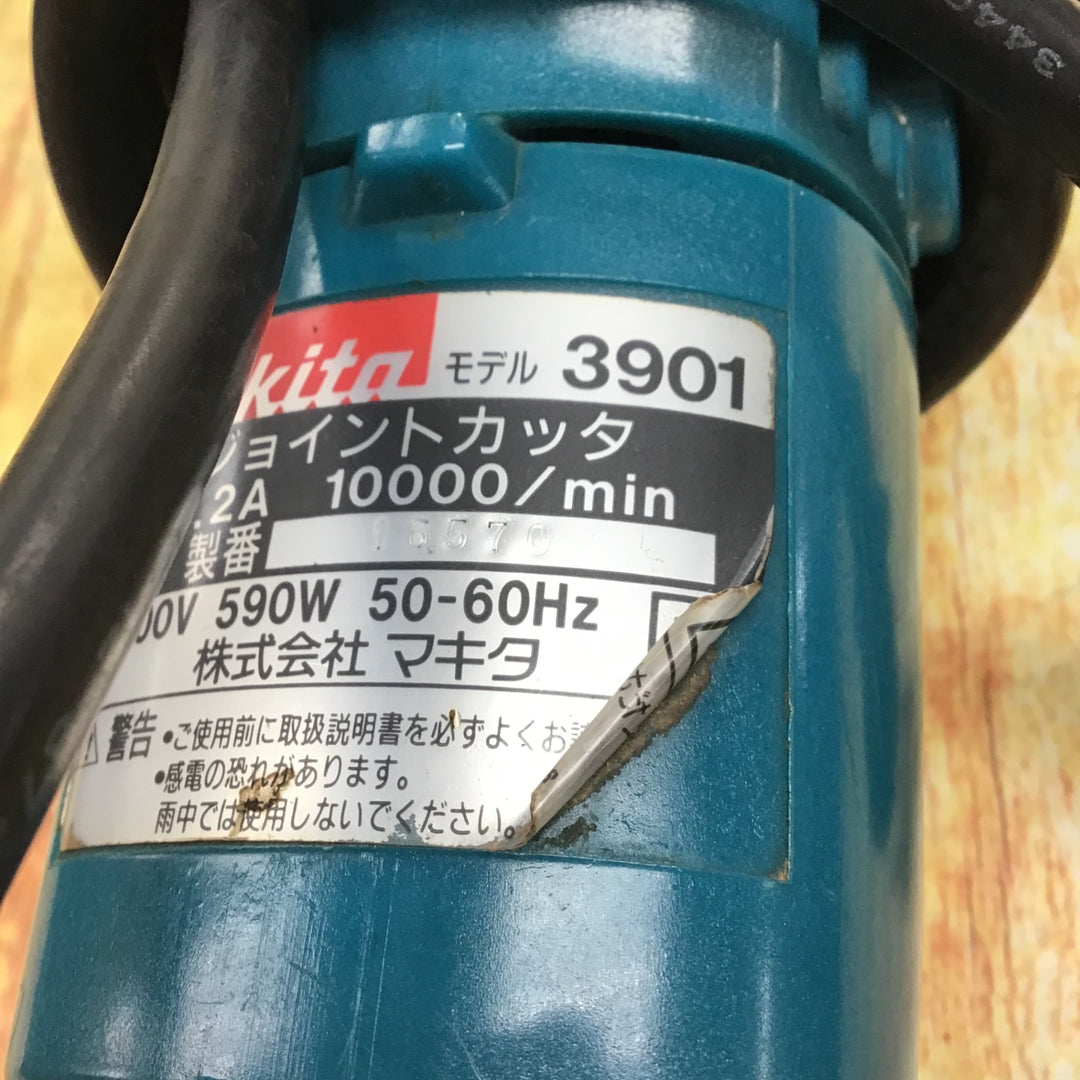 3440
kita モデル 3901
ジョイントカッタ
.2A 10000/min
製番 16570 L
00V 590W 50-60Hz
株式会社 マキタ
警告 •ご使用前に取扱説明書を必ずよくお
•感電の恐れがあります。
雨中では使用しないでください。